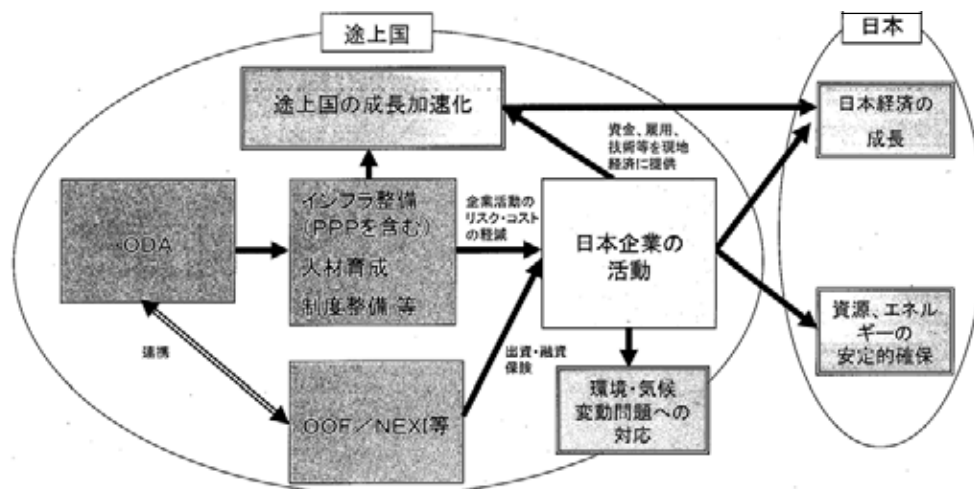 途上国
日本
途上国の成長加速化
日本経済の
成長
資金、雇用、
技術等を現地
経済に提供
ODA
インフラ整備
(PPPを含む)
人材育成
制度整備 等
企業活動の
リスク・コスト
の軽減
日本企業の
活動
資源、エネル
ギーの
安定的確保
連携
OOF/NEXI等
出資・融資
保険
環境・気候
変動問題への
対応